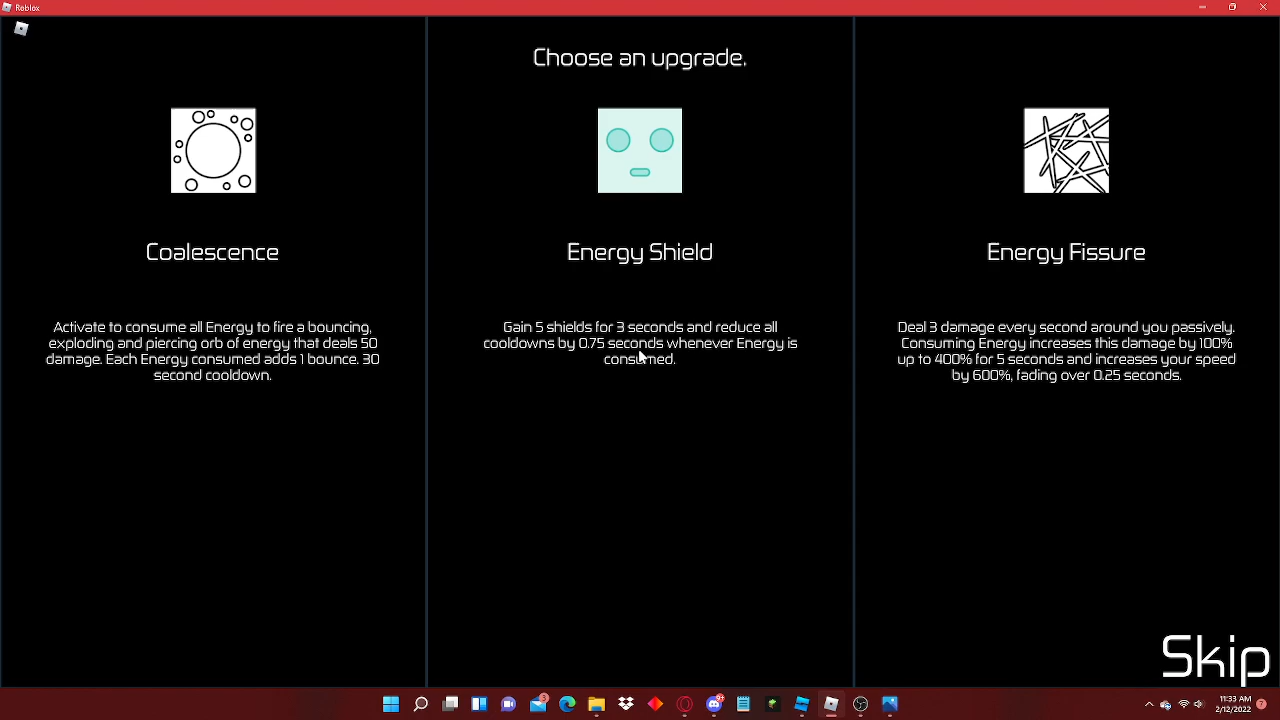 Roblox
Choose an upgrade.
Coalescence
Activate to consume all Energy to fire a bouncing,
exploding and piercing orb of energy that deals 50
damage. Each Energy consumed adds 1 bounce. 30
second cooldown.
Energy Shield
Gain 5 shields for 3 seconds and reduce all
cooldowns by 0.75 seconds whenever Energy is
consumed.
Energy Fissure
Deal 3 damage every second around you passively.
Consuming Energy increases this damage by 100%
up to 400% for 5 seconds and increases your speed
by 600%, fading over 0.25 seconds.
Skip
11:33 AM
2/12/2022